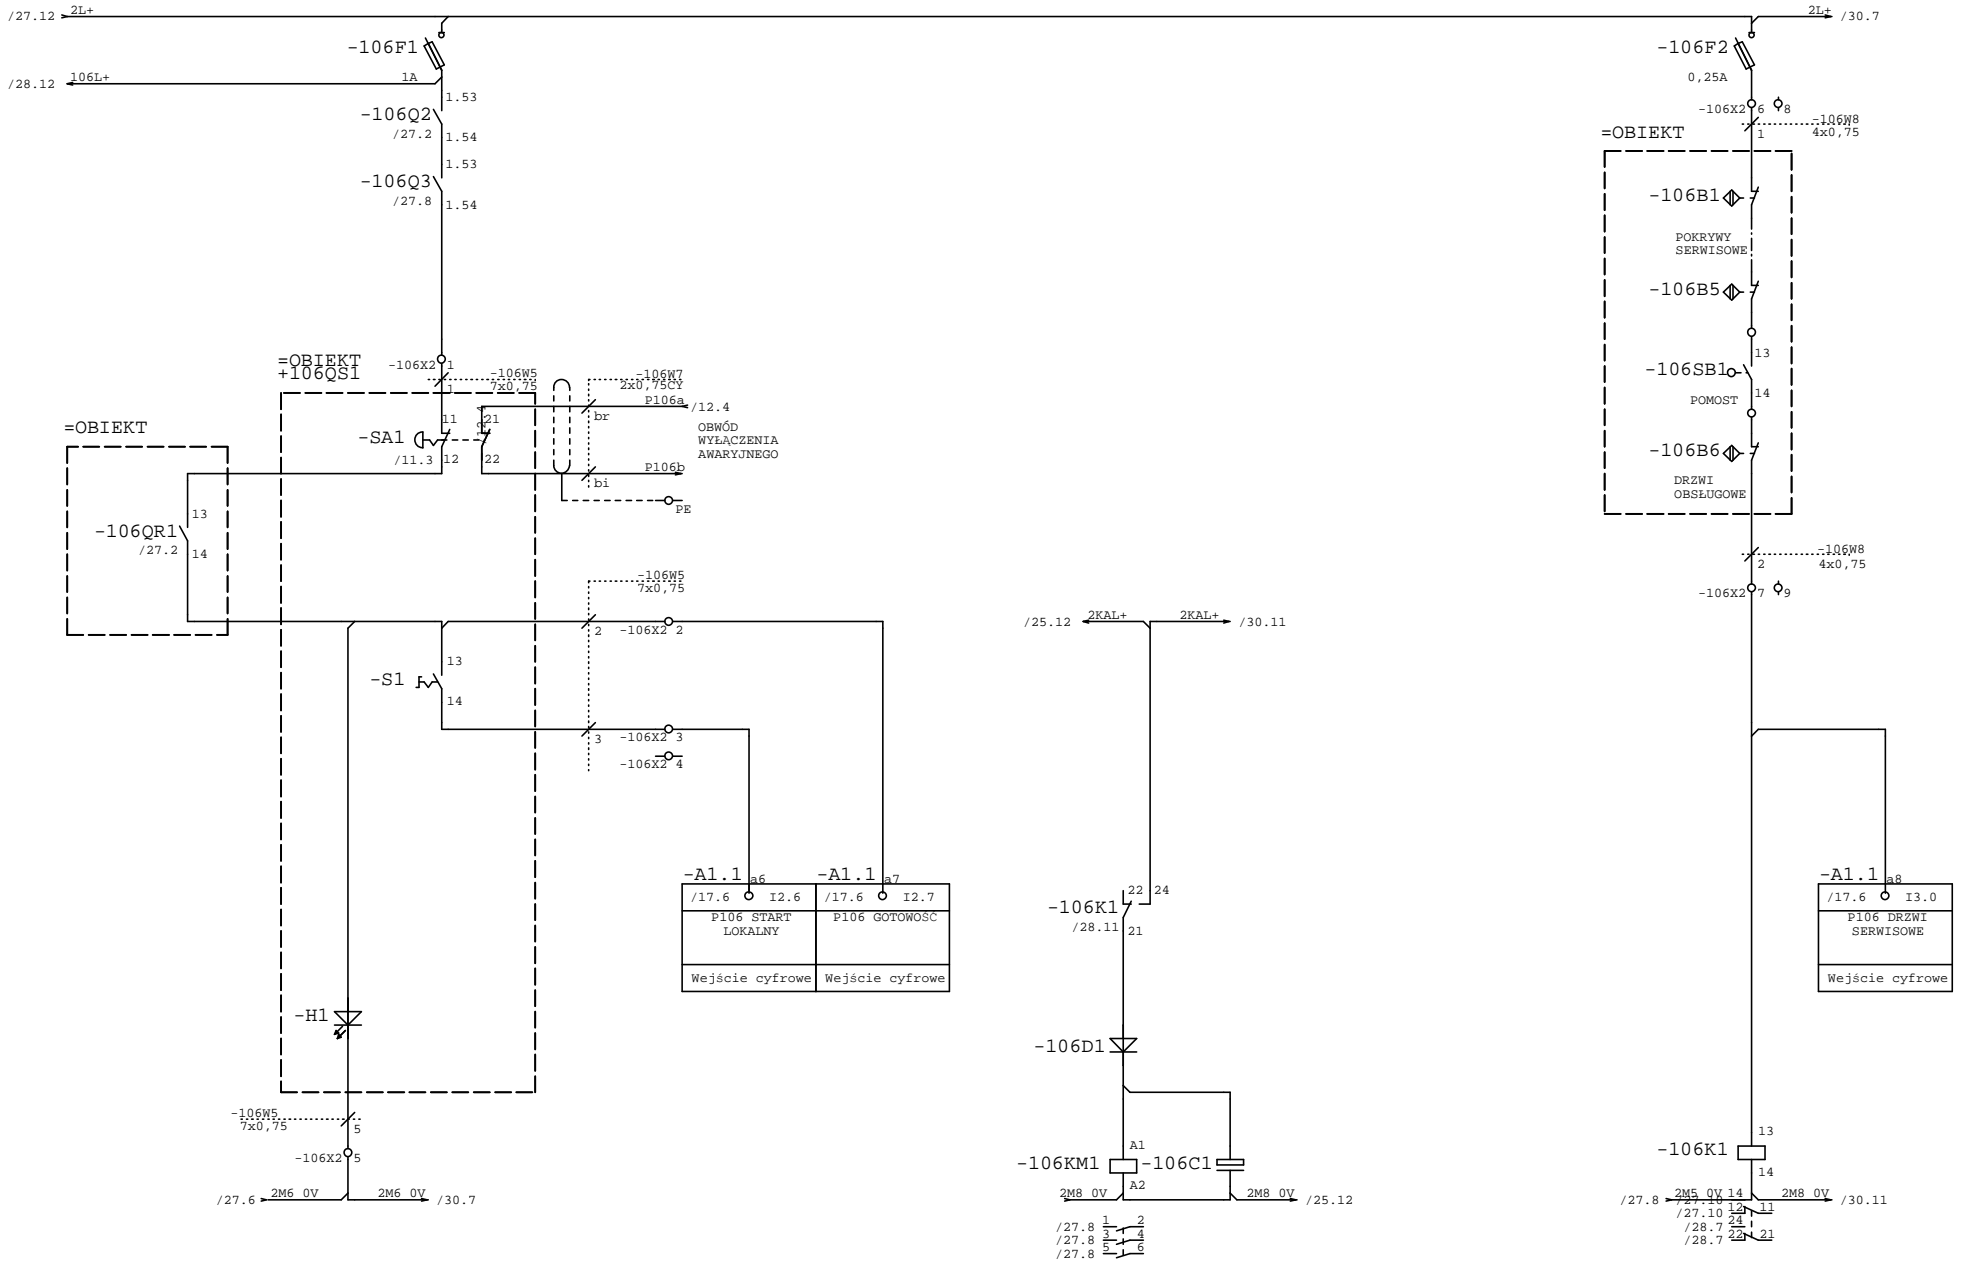 /27.12
2L+
2L+
/30.7
-106F1
-106F2
0,25A
/28.12
106L+
1A
1.53
-106Q2
/27.2
1.54
1.53
-106Q3
/27.8
1.54
-106X2
6
8
-106W8
4x0,75
1
=OBIEKT
-106B1
POKRYWY
SERWISOWE
-106B5
13
-106SB1
14
POMOST
-106B6
DRZWI
OBSŁUGOWE
-106W8
4x0,75
2
-106X2
7
9
=OBIEKT
+106QS1
-106X2
1
-106W5
7x0,75
1
-106W7
2x0,75CY
P106a
/12.4
br
OBWÓD
WYŁĄCZENIA
AWARYJNEGO
11
21
-SA1
/11.3
12
22
P106b
bi
PE
=OBIEKT
13
-106QR1
/27.2
14
-106W5
7x0,75
2
-106X2
2
13
-S1
14
3
-106X2
3
-106X2
4
/25.12
2KAL+
2KAL+
/30.11
-A1.1
a6
-A1.1
a7
/17.6
I2.6
/17.6
I2.7
P106 START
LOKALNY
P106 GOTOWOŚĆ
Wejście cyfrowe
Wejście cyfrowe
22
24
-106K1
/28.11
21
-A1.1
a8
/17.6
I3.0
P106 DRZWI
SERWISOWE
Wejście cyfrowe
-H1
-106D1
-106W5
7x0,75
5
-106X2
5
/27.6
2M6 0V
2M6 0V
/30.7
A1
-106KM1
-106C1
A2
2M8 0V
2M8 0V
/25.12
/27.8
1
2
/27.8
3
4
/27.8
5
6
13
-106K1
14
/27.8
2M5 0V
14
2M8 0V
/30.11
/27.10
/27.10
12
11
/28.7
24
/28.7
22
21